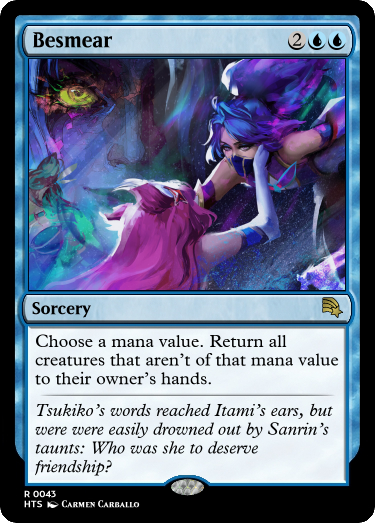 Besmear 2
Sorcery
Choose a mana value. Return all
creatures that aren't of that mana value
to their owner's hands.
Tsukiko's words reached Itami's ears, but
were were easily drowned out by Sanrin's
taunts: Who was she to deserve
friendship?
R 0043
HTS Carmen Carballo